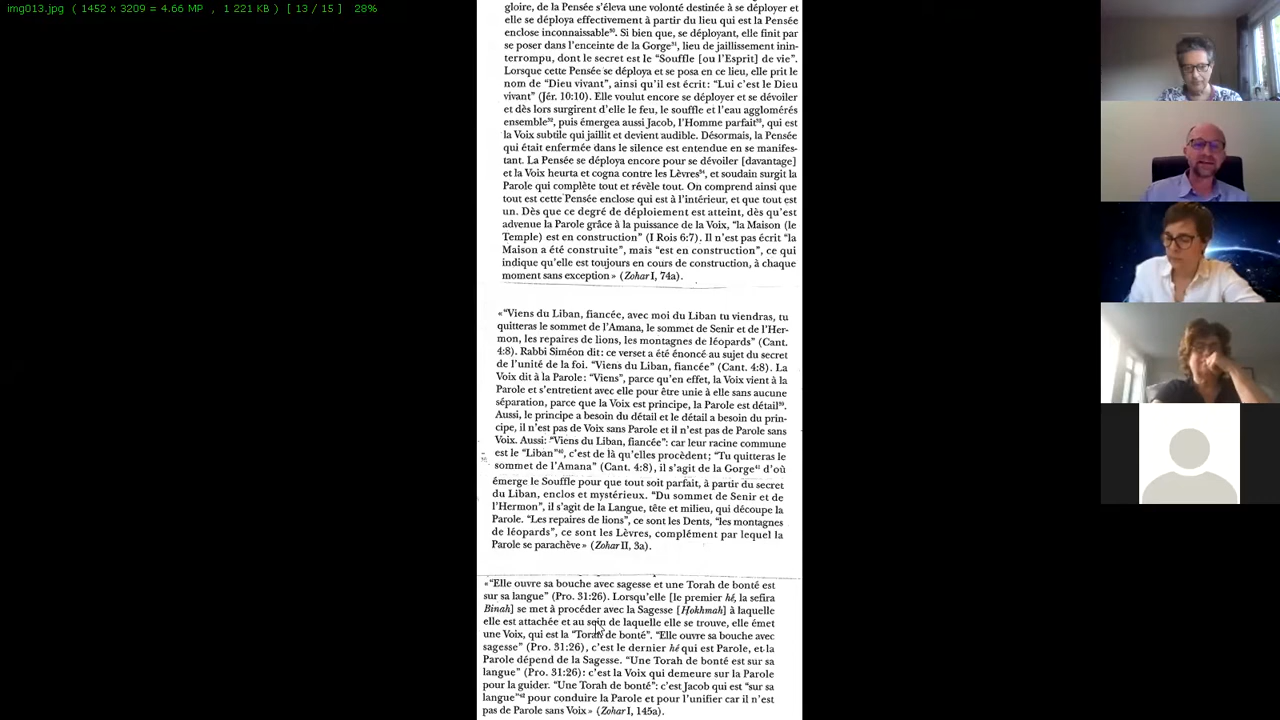 img013.jpg ( 1452 x 3209 = 4.66 MP , 1 221 KB ) [ 13 / 15 ] 28%
gloire, de la Pensée s'éleva une volonté destinée à se déployer et
elle se déploya effectivement à partir du lieu qui est la Pensée
enclose inconnaissable³⁰. Si bien que, se déployant, elle finit par
se poser dans l'enceinte de la Gorge³¹, lieu de jaillissement inin-
terrompu, dont le secret est le “Souffle [ou l'Esprit] de vie”.
Lorsque cette Pensée se déploya et se posa en ce lieu, elle prit le
nom de “Dieu vivant”, ainsi qu'il est écrit: “Lui c'est le Dieu
vivant” (Jér. 10:10). Elle voulut encore se déployer et se dévoiler
et dès lors surgirent d'elle le feu, le souffle et l'eau agglomérés
ensemble³², puis émergea aussi Jacob, l'Homme parfait³³, qui est
la Voix subtile qui jaillit et devient audible. Désormais, la Pensée
qui était enfermée dans le silence est entendue en se manifes-
tant. La Pensée se déploya encore pour se dévoiler [davantage]
et la Voix heurta et cogna contre les Lèvres³⁴, et soudain surgit la
Parole qui complète tout et révèle tout. On comprend ainsi que
tout est cette Pensée enclose qui est à l'intérieur, et que tout est
un. Dès que ce degré de déploiement est atteint, dès qu'est
advenue la Parole grâce à la puissance de la Voix, “la Maison (le
Temple) est en construction” (I Rois 6:7). Il n'est pas écrit “la
Maison a été construite”, mais “est en construction”, ce qui
indique qu'elle est toujours en cours de construction, à chaque
moment sans exception» (Zohar I, 74a).
«“Viens du Liban, fiancée, avec moi du Liban tu viendras, tu
quitteras le sommet de l'Amana, le sommet de Senir et de l'Her-
mon, les repaires de lions, les montagnes de léopards” (Cant.
4:8). Rabbi Siméon dit: ce verset a été énoncé au sujet du secret
de l'unité de la foi. “Viens du Liban, fiancée” (Cant. 4:8). La
Voix dit à la Parole: “Viens”, parce qu'en effet, la Voix vient à la
Parole et s'entretient avec elle pour être unie à elle sans aucune
séparation, parce que la Voix est principe, la Parole est détail³⁹.
Aussi, le principe a besoin du détail et le détail a besoin du prin-
cipe, il n'est pas de Voix sans Parole et il n'est pas de Parole sans
Voix. Aussi: “Viens du Liban, fiancée”: car leur racine commune
est le “Liban”⁴⁰, c'est de là qu'elles procèdent; “Tu quitteras le
sommet de l'Amana” (Cant. 4:8), il s'agit de la Gorge⁴¹ d'où
émerge le Souffle pour que tout soit parfait, à partir du secret
du Liban, enclos et mystérieux. “Du sommet de Senir et de
l'Hermon”, il s'agit de la Langue, tête et milieu, qui découpe la
Parole. “Les repaires de lions”, ce sont les Dents, “les montagnes
de léopards”, ce sont les Lèvres, complément par lequel la
Parole se parachève» (Zohar II, 3a).
«“Elle ouvre sa bouche avec sagesse et une Torah de bonté est
sur sa langue” (Pro. 31:26). Lorsqu'elle [le premier hé, la sefira
Binah] se met à procéder avec la Sagesse [Ḥokhmah] à laquelle
elle est attachée et au sein de laquelle elle se trouve, elle émet
une Voix, qui est la “Torah de bonté”. “Elle ouvre sa bouche avec
sagesse” (Pro. 31:26), c'est le dernier hé qui est Parole, et la
Parole dépend de la Sagesse. “Une Torah de bonté est sur sa
langue” (Pro. 31:26): c'est la Voix qui demeure sur la Parole
pour la guider. “Une Torah de bonté”: c'est Jacob qui est “sur sa
langue”⁴² pour conduire la Parole et pour l'unifier car il n'est
pas de Parole sans Voix» (Zohar I, 145a).